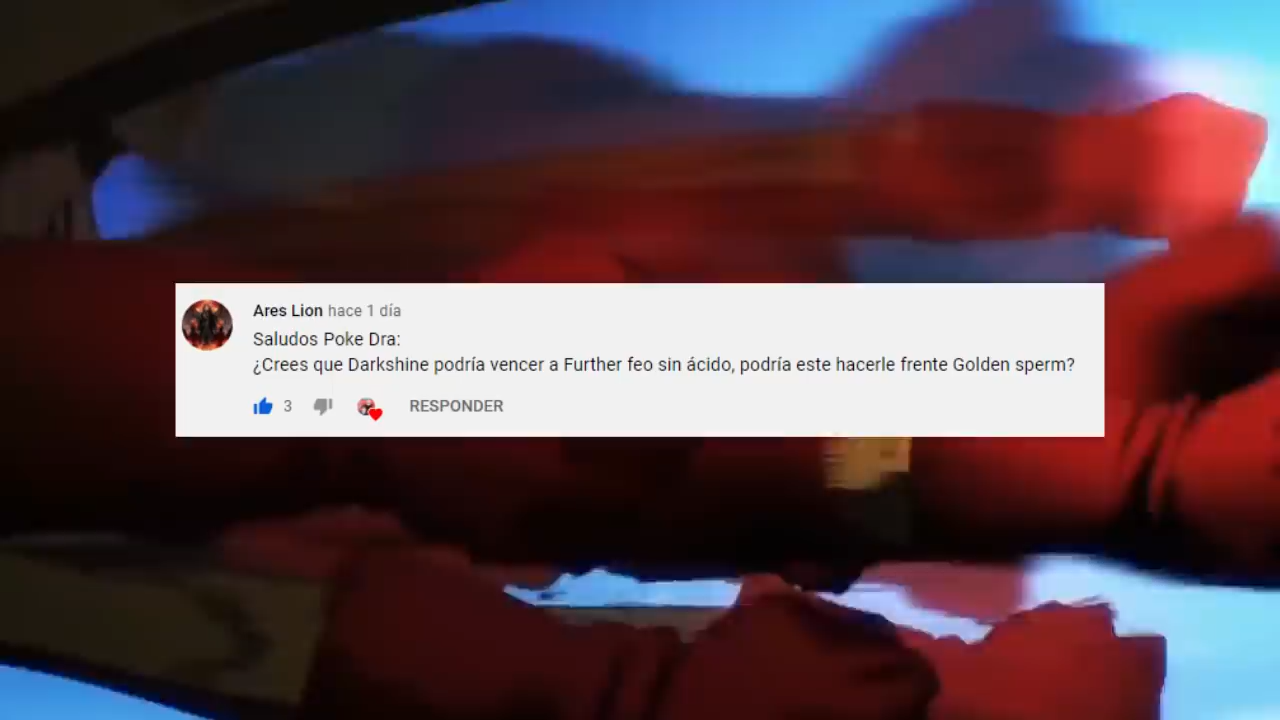 Ares Lion hace 1 día
Saludos Poke Dra:
¿Crees que Darkshine podría vencer a Further feo sin ácido, podría este hacerle frente Golden sperm?
3 RESPONDER